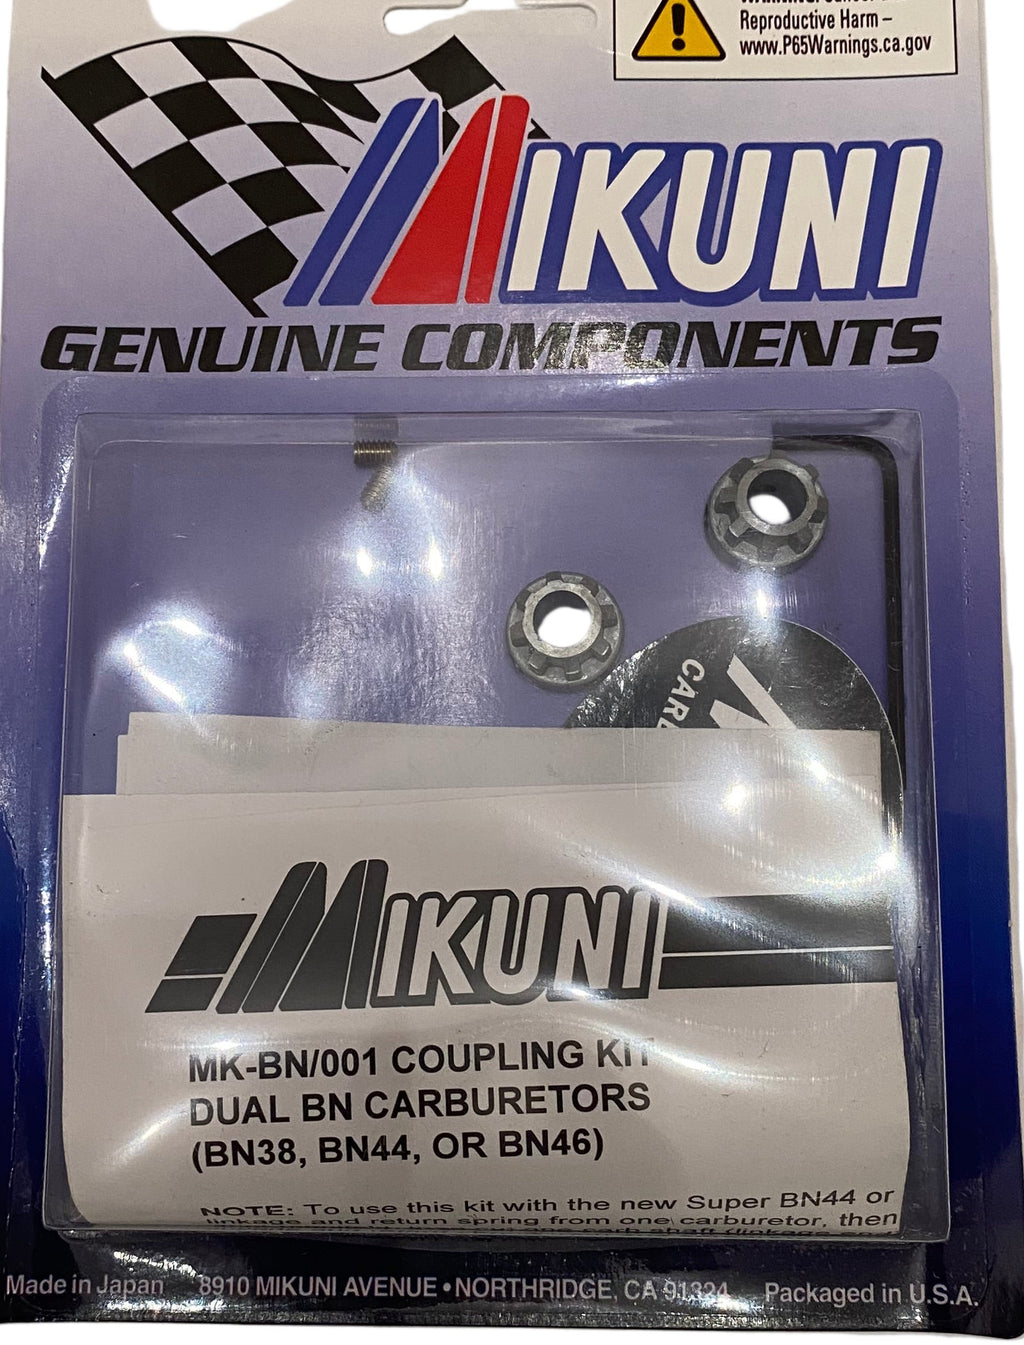 Reproductive Harm –
www.P65Warnings.ca.gov
MIKUNI
GENUINE COMPONENTS
MIKUNI
MK-BN/001 COUPLING KIT
DUAL BN CARBURETORS
(BN38, BN44, OR BN46)
NOTE: To use this kit with the new Super BN44 or
linkage and return spring from one carburetor, then
Made in Japan 8910 MIKUNI AVENUE • NORTHRIDGE, CA 91324 Packaged in U.S.A.